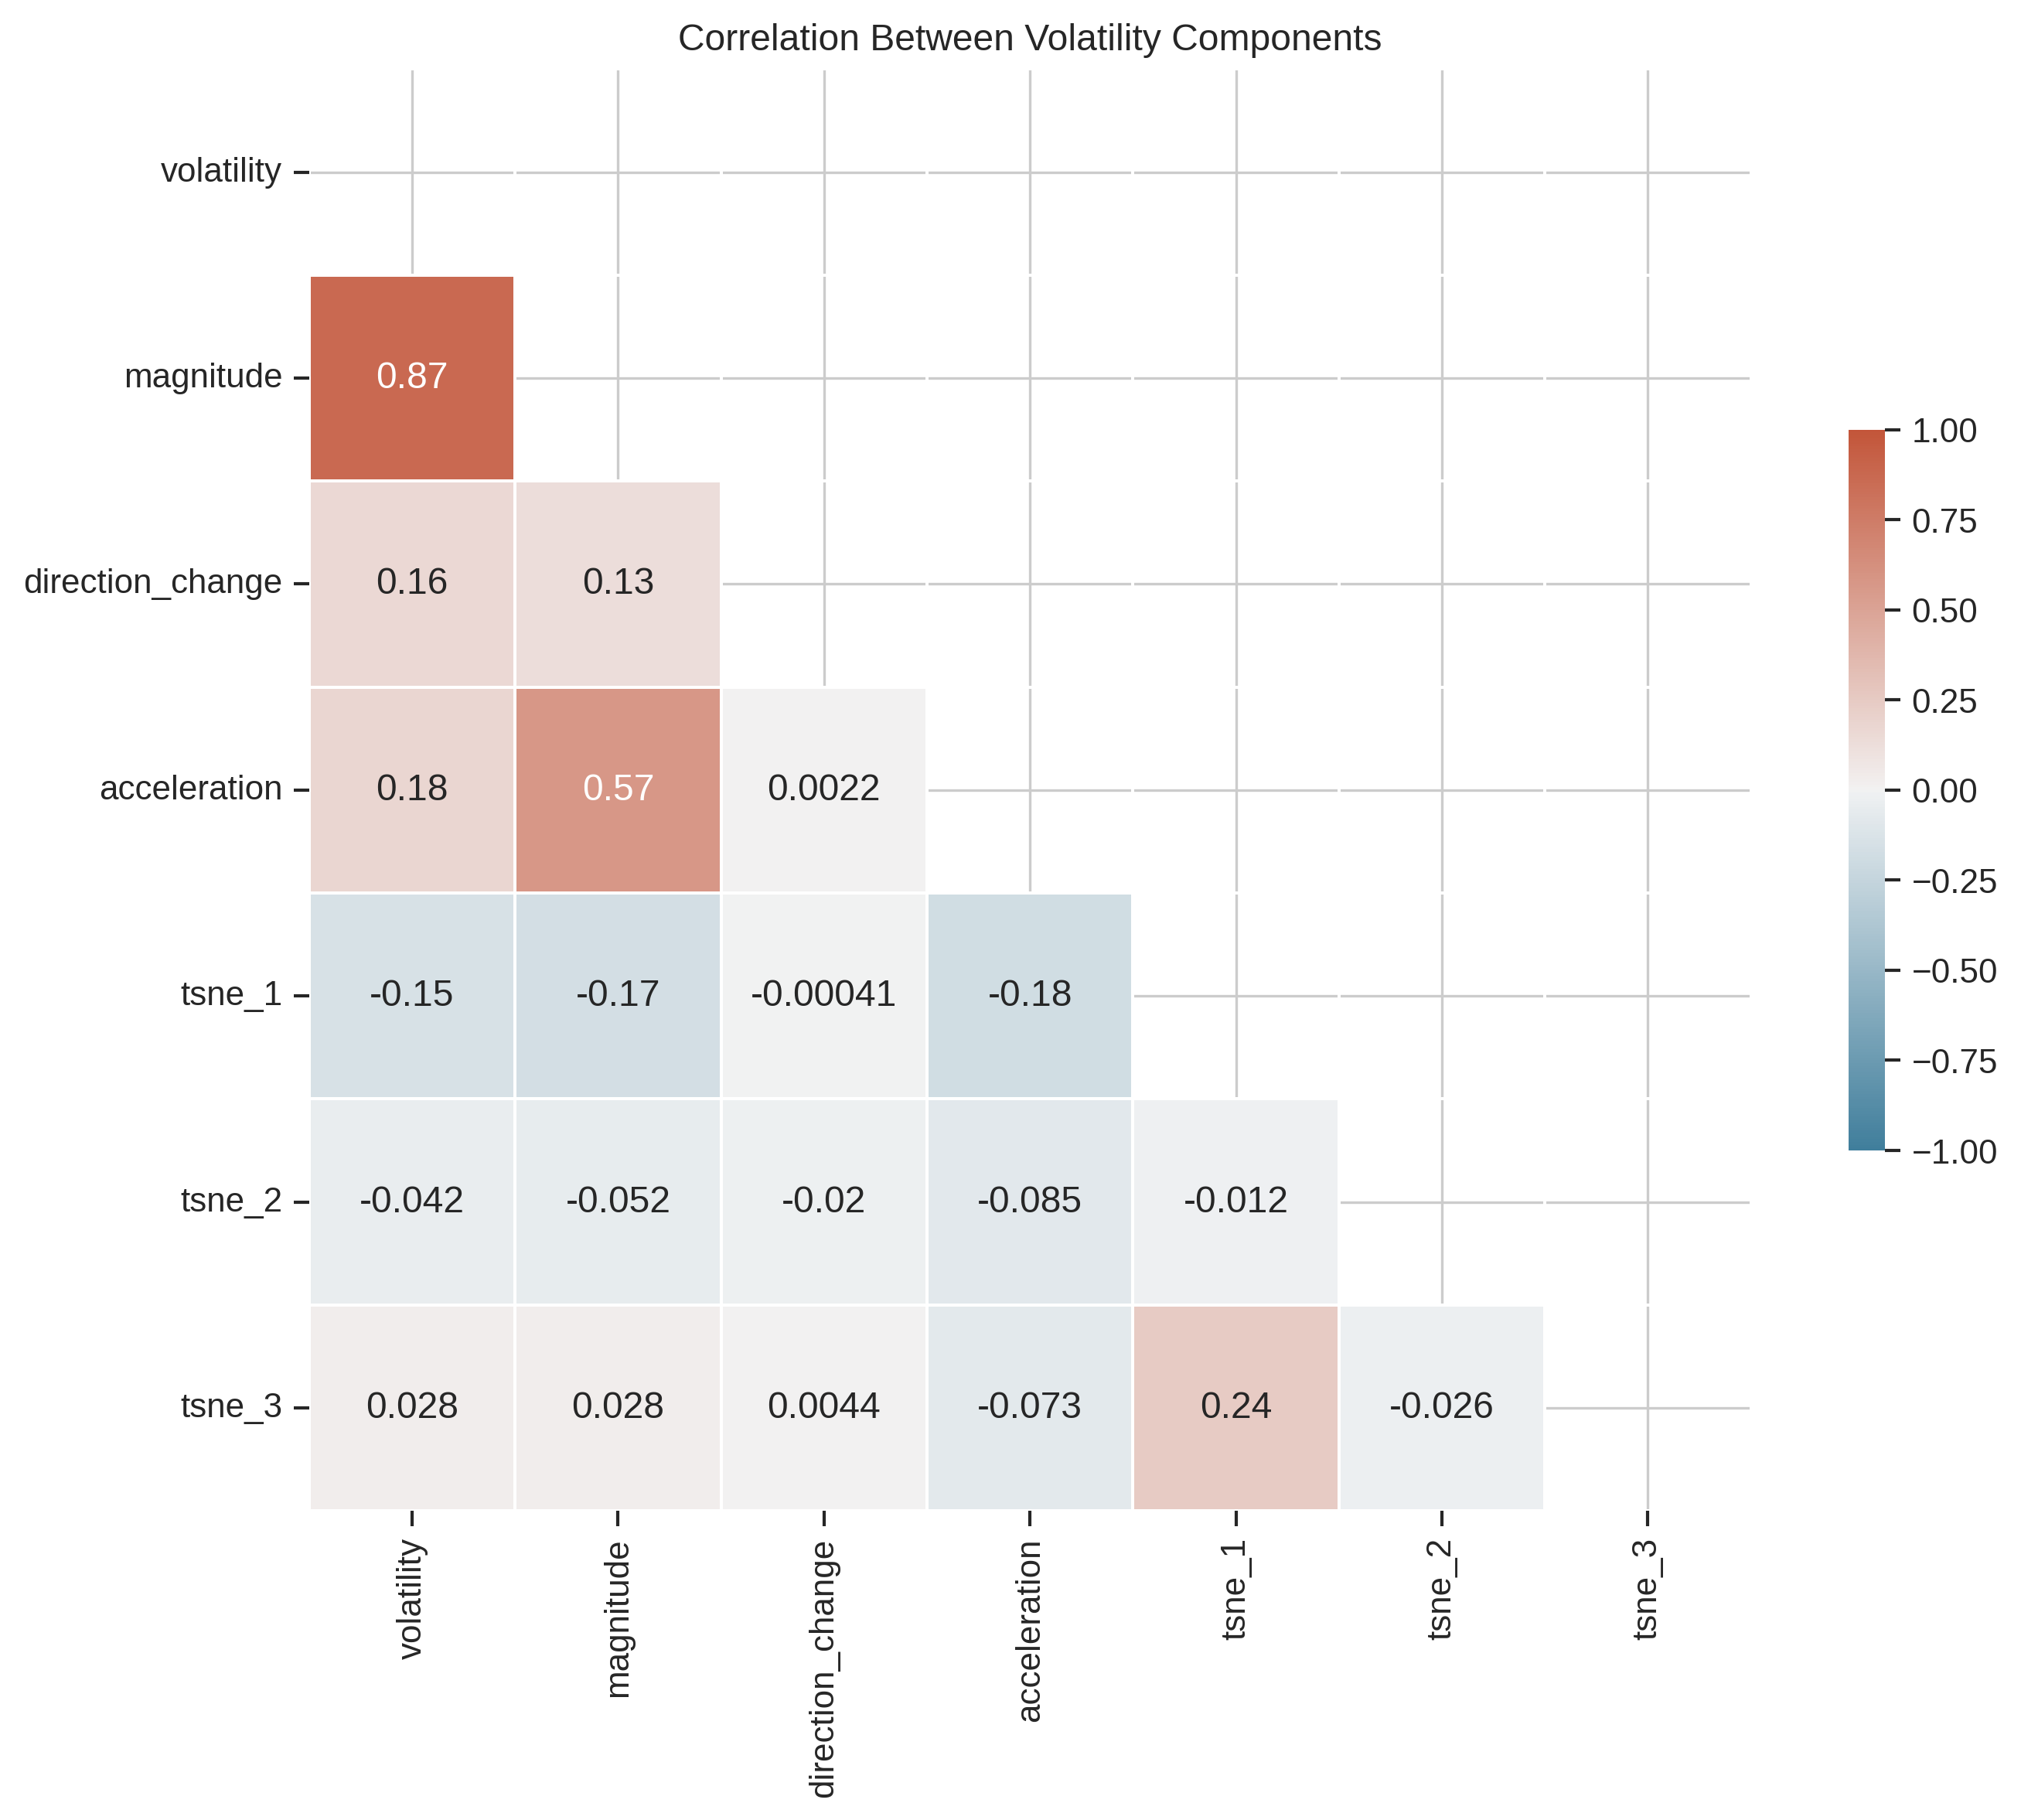 Correlation Between Volatility Components
volatility
magnitude
0.87
direction_change
0.16 0.13
acceleration
0.18 0.57 0.0022
tsne_1
-0.15 -0.17 -0.00041 -0.18
tsne_2
-0.042 -0.052 -0.02 -0.085 -0.012
tsne_3
0.028 0.028 0.0044 -0.073 0.24 -0.026
volatility
magnitude
direction_change
acceleration
tsne_1
tsne_2
tsne_3
1.00
0.75
0.50
0.25
0.00
−0.25
−0.50
−0.75
−1.00